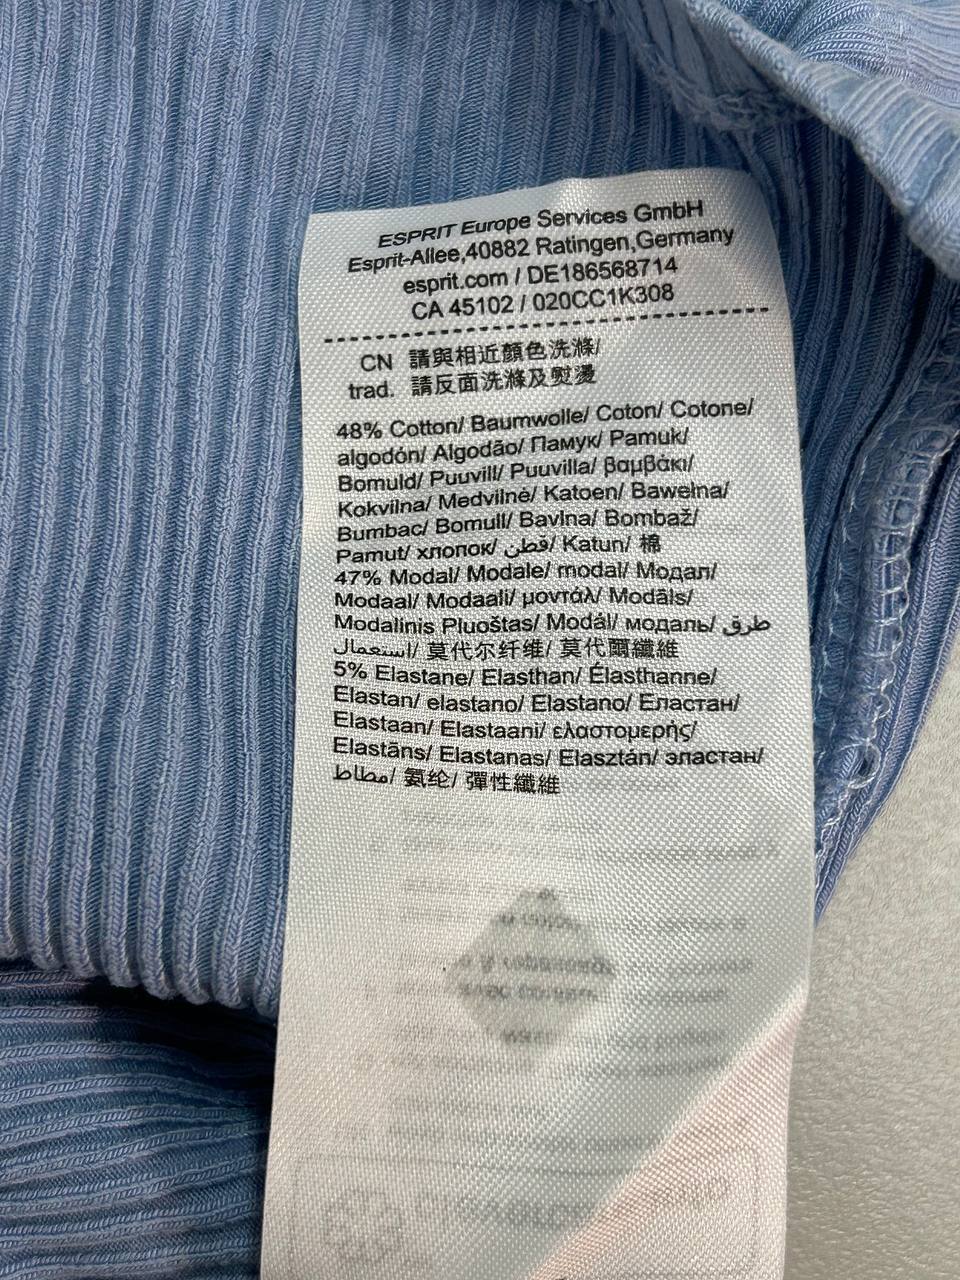 ESPRIT Europe Services GmbH
Esprit-Allee,40882 Ratingen,Germany
esprit.com / DE186568714
CA 45102 / 020CC1K308
CN 請與相近顏色洗滌/
trad. 請反面洗滌及熨燙
48% Cotton/ Baumwolle/ Coton/ Cotone/
algodón/ Algodão/ Памук/ Pamuk/
Bomuld/ Puuvill/ Puuvilla/ βαμβάκι/
Kokvilna/ Medvilnė/ Katoen/ Bawełna/
Bumbac/ Bomull/ Bavlna/ Bombaž/
Pamut/ хлопок/ قطن/ Katun/ 棉
47% Modal/ Modale/ modal/ Модал/
Modaal/ Modaali/ μοντάλ/ Modāls/
Modalinis Pluoštas/ Modál/ модаль/ طرق
استعمال/ 莫代尔纤维/ 莫代爾纖維
5% Elastane/ Elasthan/ Élasthanne/
Elastan/ elastano/ Elastano/ Еластан/
Elastaan/ Elastaani/ ελαστομερής/
Elastāns/ Elastanas/ Elasztán/ эластан/
مطاط/ 氨纶/ 彈性纖維